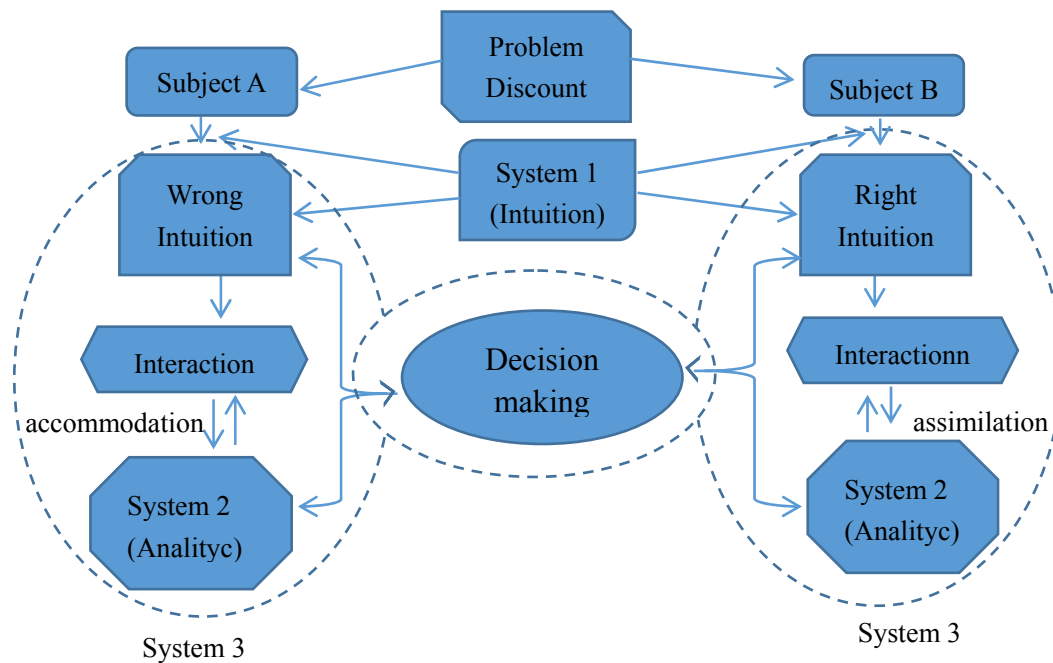 Problem
Discount
Subject A
Subject B
System 1
(Intuition)
Wrong
Intuition
Right
Intuition
Interaction
Interactionn
Decision
making
accommodation
assimilation
System 2
(Analityc)
System 2
(Analityc)
System 3
System 3